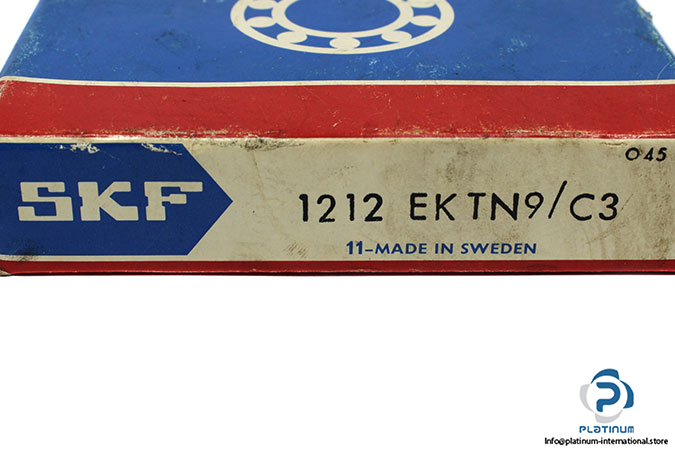 045
SKF 1212 EKTN9/C3
11-MADE IN SWEDEN
P
PLATINUM
Info@platinum-international.store